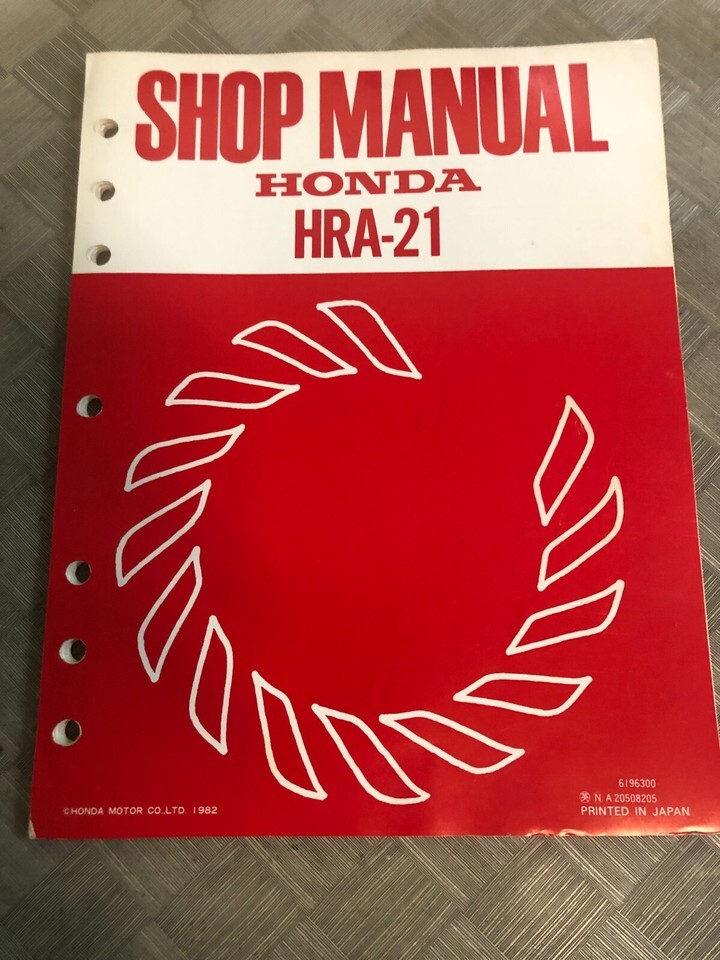 SHOP MANUAL
HONDA
HRA-21
6196300
N A 20508205
©HONDA MOTOR CO.,LTD. 1982
PRINTED IN JAPAN